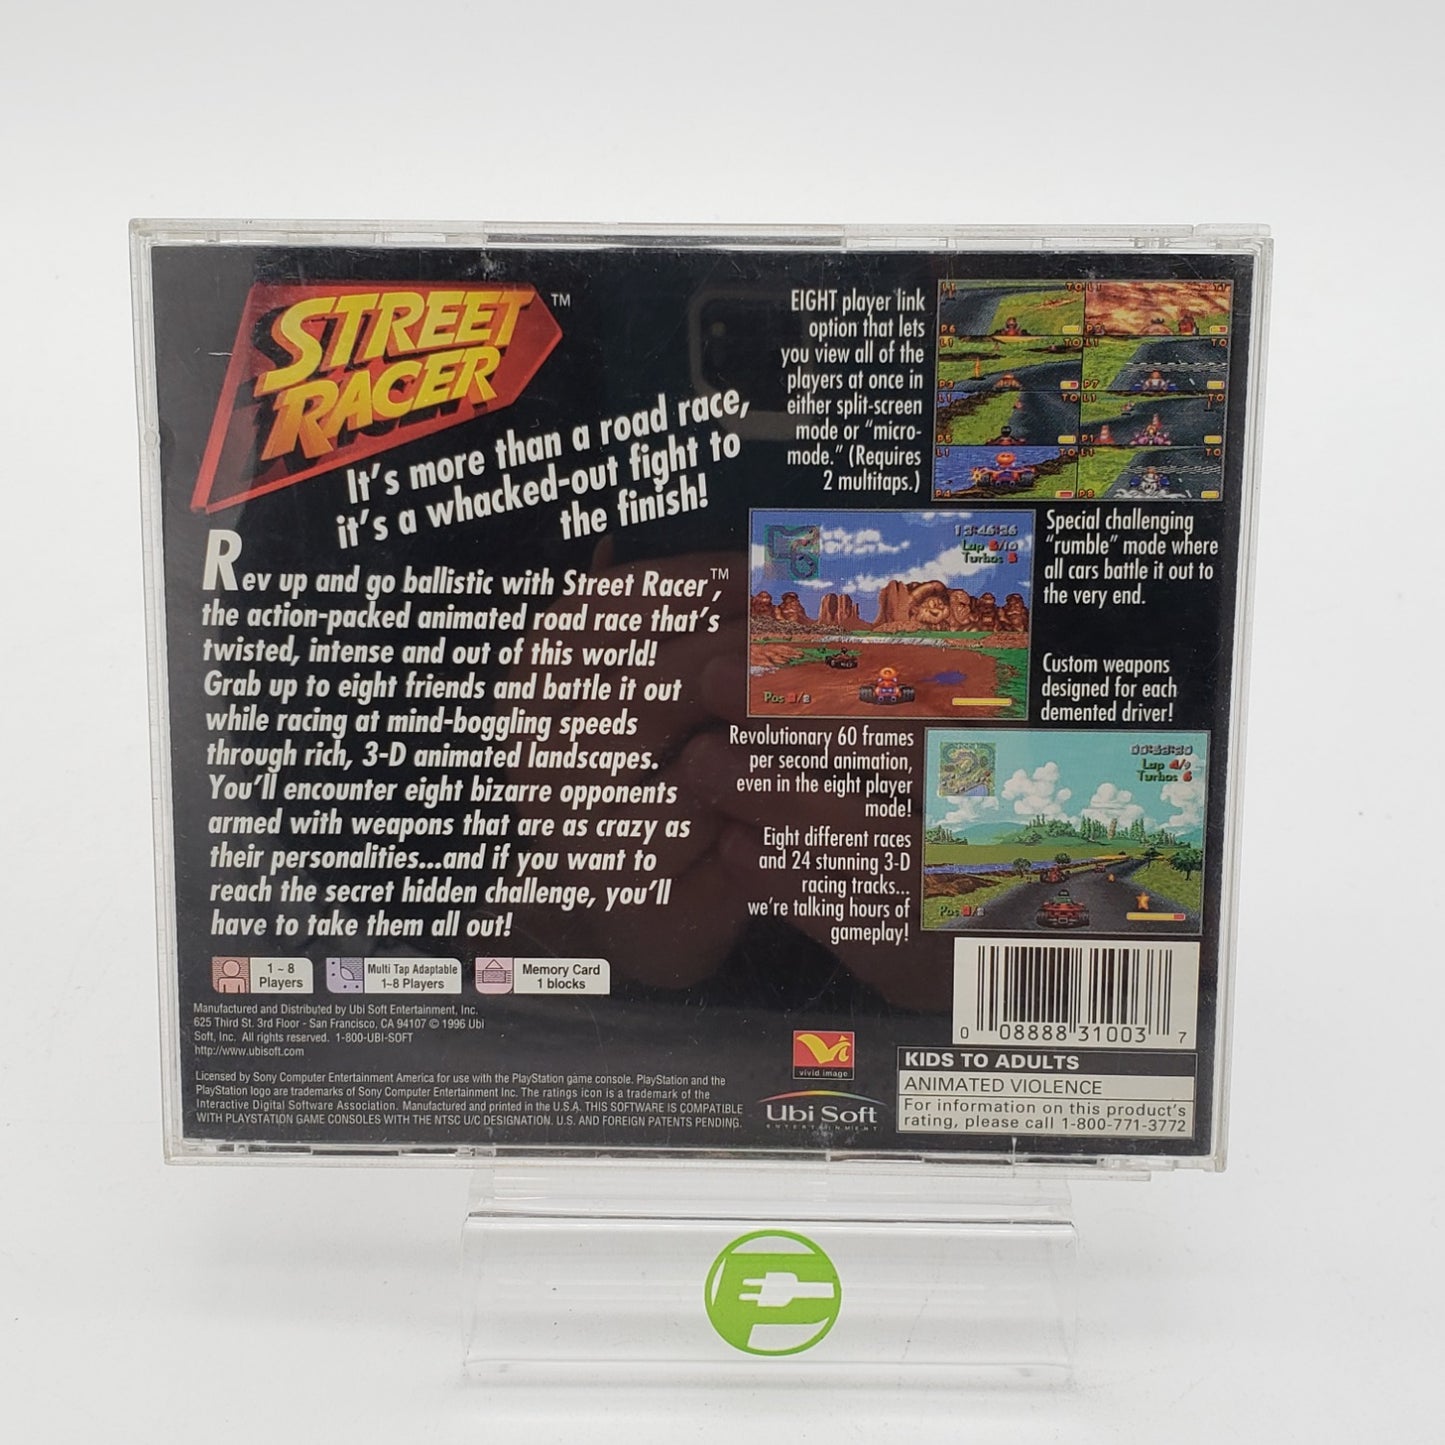 STREET
RACER ™
It's more than a road race,
it's a whacked-out fight to
the finish!
Rev up and go ballistic with Street Racer,™
the action-packed animated road race that's
twisted, intense and out of this world!
Grab up to eight friends and battle it out
while racing at mind-boggling speeds
through rich, 3-D animated landscapes.
You'll encounter eight bizarre opponents
armed with weapons that are as crazy as
their personalities...and if you want to
reach the secret hidden challenge, you'll
have to take them all out!
EIGHT player link
option that lets
you view all of the
players at once in
either split-screen
mode or "micro-
mode." (Requires
2 multitaps.)
Special challenging
"rumble" mode where
all cars battle it out to
the very end.
Lap
Turbos
Pos
Custom weapons
designed for each
demented driver!
Revolutionary 60 frames
per second animation,
even in the eight player
mode!
Eight different races
and 24 stunning 3-D
racing tracks...
we're talking hours of
gameplay!
Lap
Turbos
Pos
1 ~ 8
Players
Multi Tap Adaptable
1~8 Players
Memory Card
1 blocks
Manufactured and Distributed by Ubi Soft Entertainment, Inc.
625 Third St. 3rd Floor - San Francisco, CA 94107 © 1996 Ubi
Soft, Inc. All rights reserved. 1-800-UBI-SOFT
http://www.ubisoft.com
Licensed by Sony Computer Entertainment America for use with the PlayStation game console. PlayStation and the
PlayStation logo are trademarks of Sony Computer Entertainment Inc. The ratings icon is a trademark of the
Interactive Digital Software Association. Manufactured and printed in the U.S.A. THIS SOFTWARE IS COMPATIBLE
WITH PLAYSTATION GAME CONSOLES WITH THE NTSC U/C DESIGNATION. U.S. AND FOREIGN PATENTS PENDING.
vivid image
Ubi Soft
ENTERTAINMENT
0 08888 31003 7
KIDS TO ADULTS
ANIMATED VIOLENCE
For information on this product's
rating, please call 1-800-771-3772